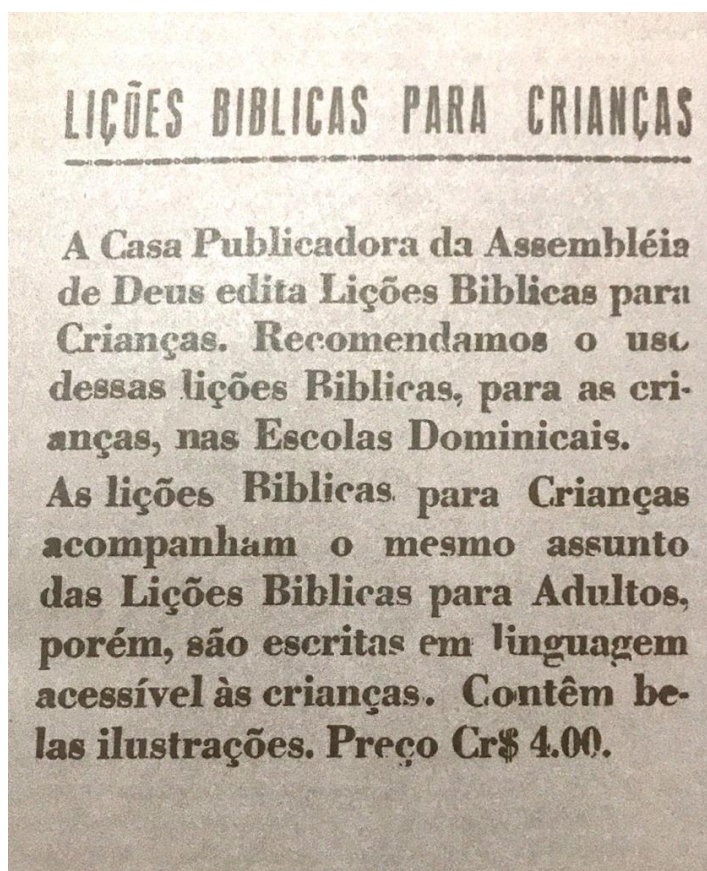 LIÇÕES BIBLICAS PARA CRIANÇAS
A Casa Publicadora da Assembléia
de Deus edita Lições Biblicas para
Crianças. Recomendamos o uso
dessas lições Biblicas, para as cri-
anças, nas Escolas Dominicais.
As lições Biblicas para Crianças
acompanham o mesmo assunto
das Lições Biblicas para Adultos,
porém, são escritas em linguagem
acessível às crianças. Contêm be-
las ilustrações. Preço Cr$ 4.00.